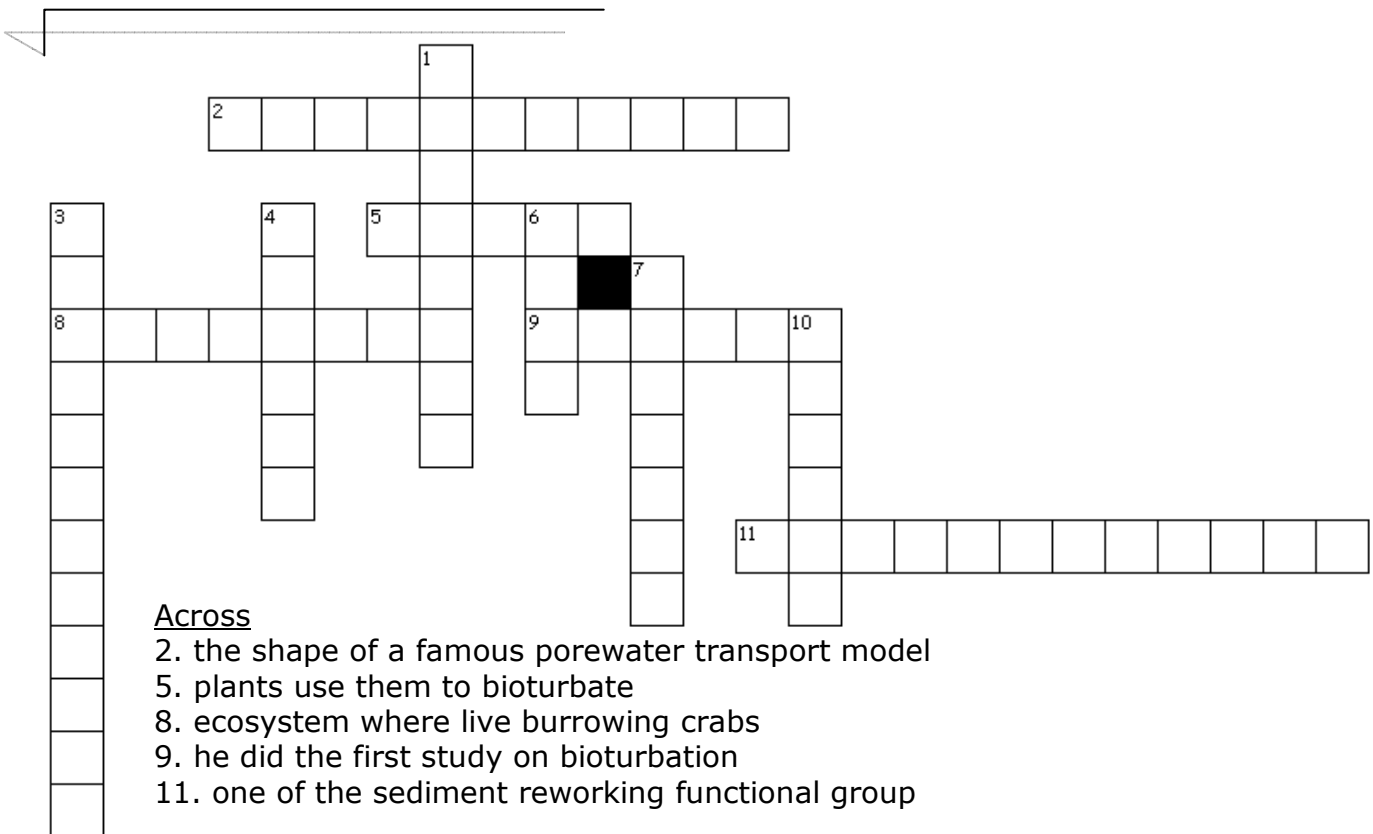 1
2
3 4 5 6
7
8 9 10
11
Across
2. the shape of a famous porewater transport model
5. plants use them to bioturbate
8. ecosystem where live burrowing crabs
9. he did the first study on bioturbation
11. one of the sediment reworking functional group